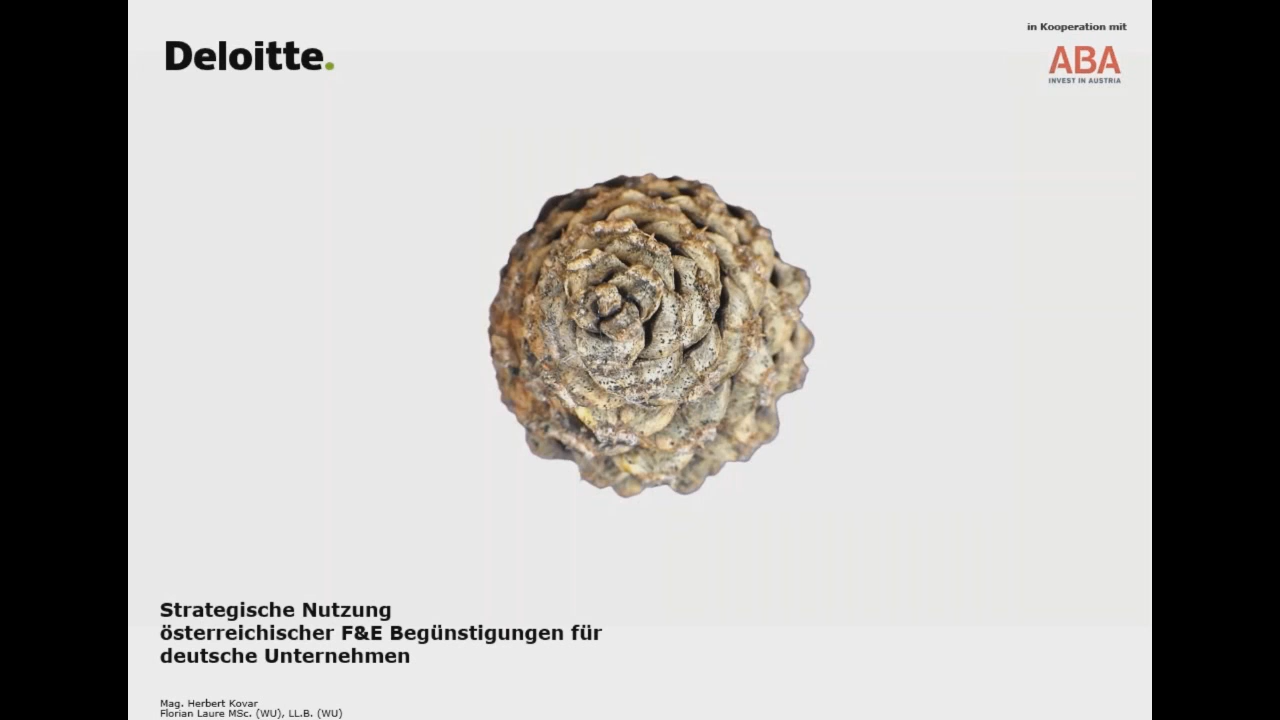 in Kooperation mit
Deloitte.
ABA
INVEST IN AUSTRIA
Strategische Nutzung
österreichischer F&E Begünstigungen für
deutsche Unternehmen
Mag. Herbert Kovar
Florian Laure MSc. (WU), LL.B. (WU)